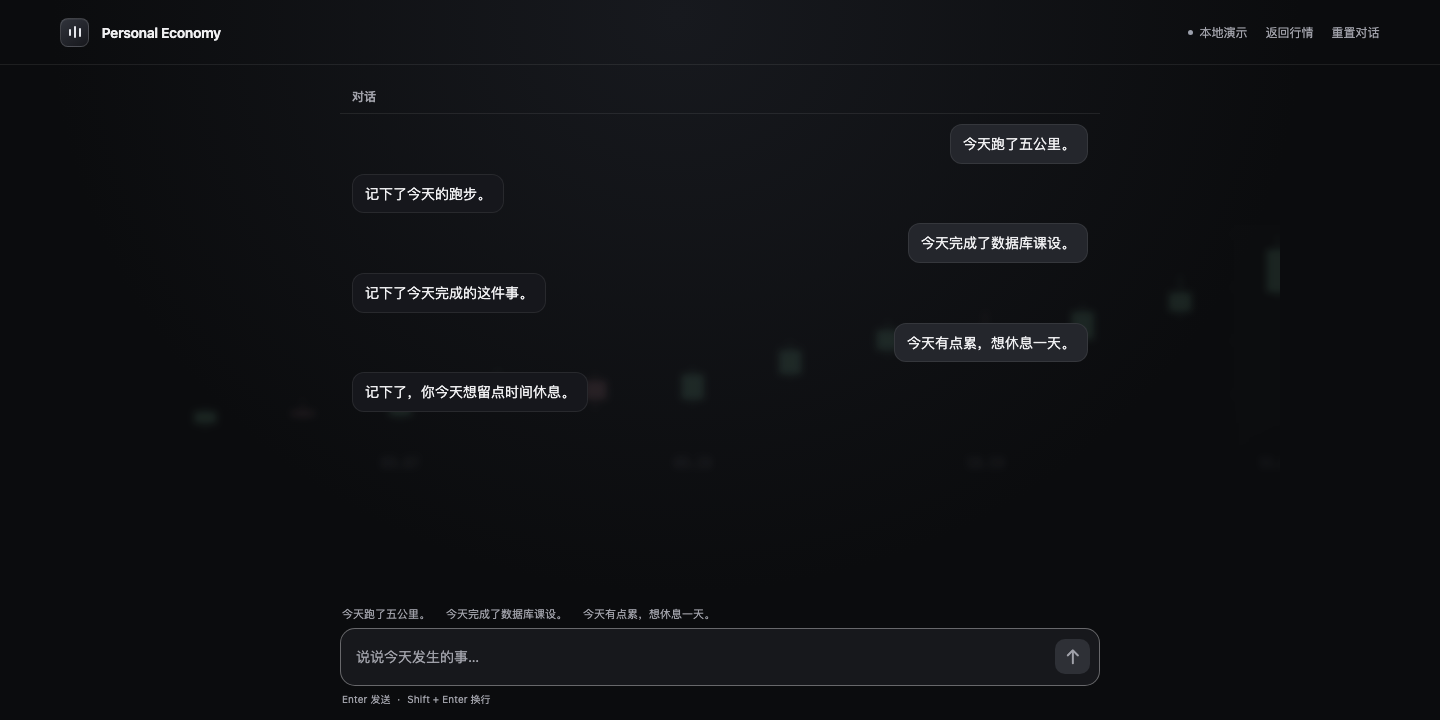 Personal Economy
本地演示 返回行情 重置对话
对话
今天跑了五公里。
记下了今天的跑步。
今天完成了数据库课设。
记下了今天完成的这件事。
今天有点累，想休息一天。
记下了，你今天想留点时间休息。
今天跑了五公里。 今天完成了数据库课设。 今天有点累，想休息一天。
说说今天发生的事...
Enter 发送 · Shift + Enter 换行